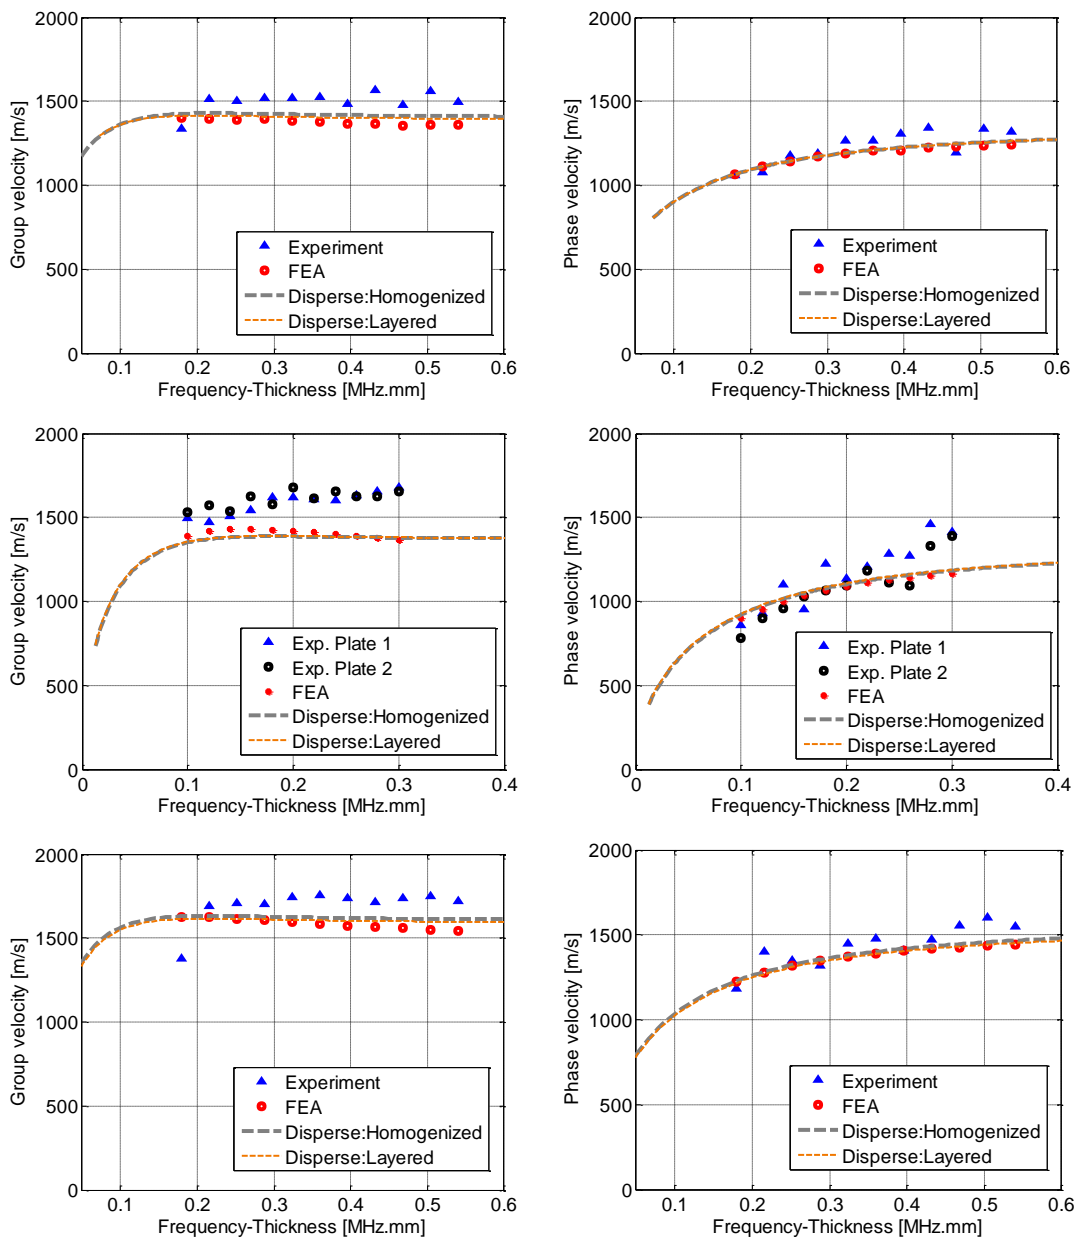 2000
1500
1000
500
0
Group velocity [m/s]
Experiment
FEA
Disperse:Homogenized
Disperse:Layered
0.1 0.2 0.3 0.4 0.5 0.6
Frequency-Thickness [MHz.mm]
2000
1500
1000
500
0
Phase velocity [m/s]
Experiment
FEA
Disperse:Homogenized
Disperse:Layered
0.1 0.2 0.3 0.4 0.5 0.6
Frequency-Thickness [MHz.mm]
2000
1500
1000
500
0
Group velocity [m/s]
Exp. Plate 1
Exp. Plate 2
FEA
Disperse:Homogenized
Disperse:Layered
0 0.1 0.2 0.3 0.4
Frequency-Thickness [MHz.mm]
2000
1500
1000
500
0
Phase velocity [m/s]
Exp. Plate 1
Exp. Plate 2
FEA
Disperse:Homogenized
Disperse:Layered
0 0.1 0.2 0.3 0.4
Frequency-Thickness [MHz.mm]
2000
1500
1000
500
0
Group velocity [m/s]
Experiment
FEA
Disperse:Homogenized
Disperse:Layered
0.1 0.2 0.3 0.4 0.5 0.6
Frequency-Thickness [MHz.mm]
2000
1500
1000
500
0
Phase velocity [m/s]
Experiment
FEA
Disperse:Homogenized
Disperse:Layered
0.1 0.2 0.3 0.4 0.5 0.6
Frequency-Thickness [MHz.mm]